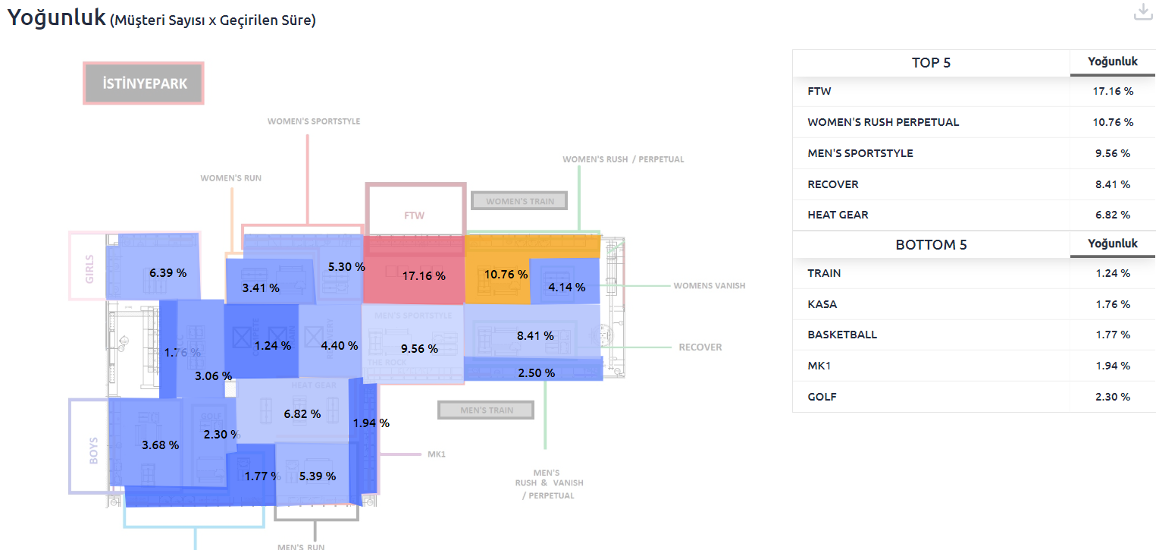 Yoğunluk (Müşteri Sayısı x Geçirilen Süre)
İSTİNYEPARK
WOMEN'S SPORTSTYLE
WOMEN'S RUSH / PERPETUAL
WOMEN'S RUN
WOMEN'S TRAIN
FTW
GIRLS
6.39 %
5.30 %
3.41 %
17.16 %
10.76 %
4.14 %
WOMENS VANISH
MEN'S SPORTSTYLE
1.76 %
1.24 %
4.40 %
9.56 %
8.41 %
RECOVER
THE ROCK
3.06 %
2.50 %
HEAT GEAR
6.82 %
1.94 %
MEN'S TRAIN
GOLF
2.30 %
BOYS
3.68 %
MK1
1.77 %
5.39 %
MEN'S
RUSH & VANISH
/ PERPETUAL
MEN'S RUN
TOP 5 Yoğunluk
FTW 17.16 %
WOMEN'S RUSH PERPETUAL 10.76 %
MEN'S SPORTSTYLE 9.56 %
RECOVER 8.41 %
HEAT GEAR 6.82 %
BOTTOM 5 Yoğunluk
TRAIN 1.24 %
KASA 1.76 %
BASKETBALL 1.77 %
MK1 1.94 %
GOLF 2.30 %